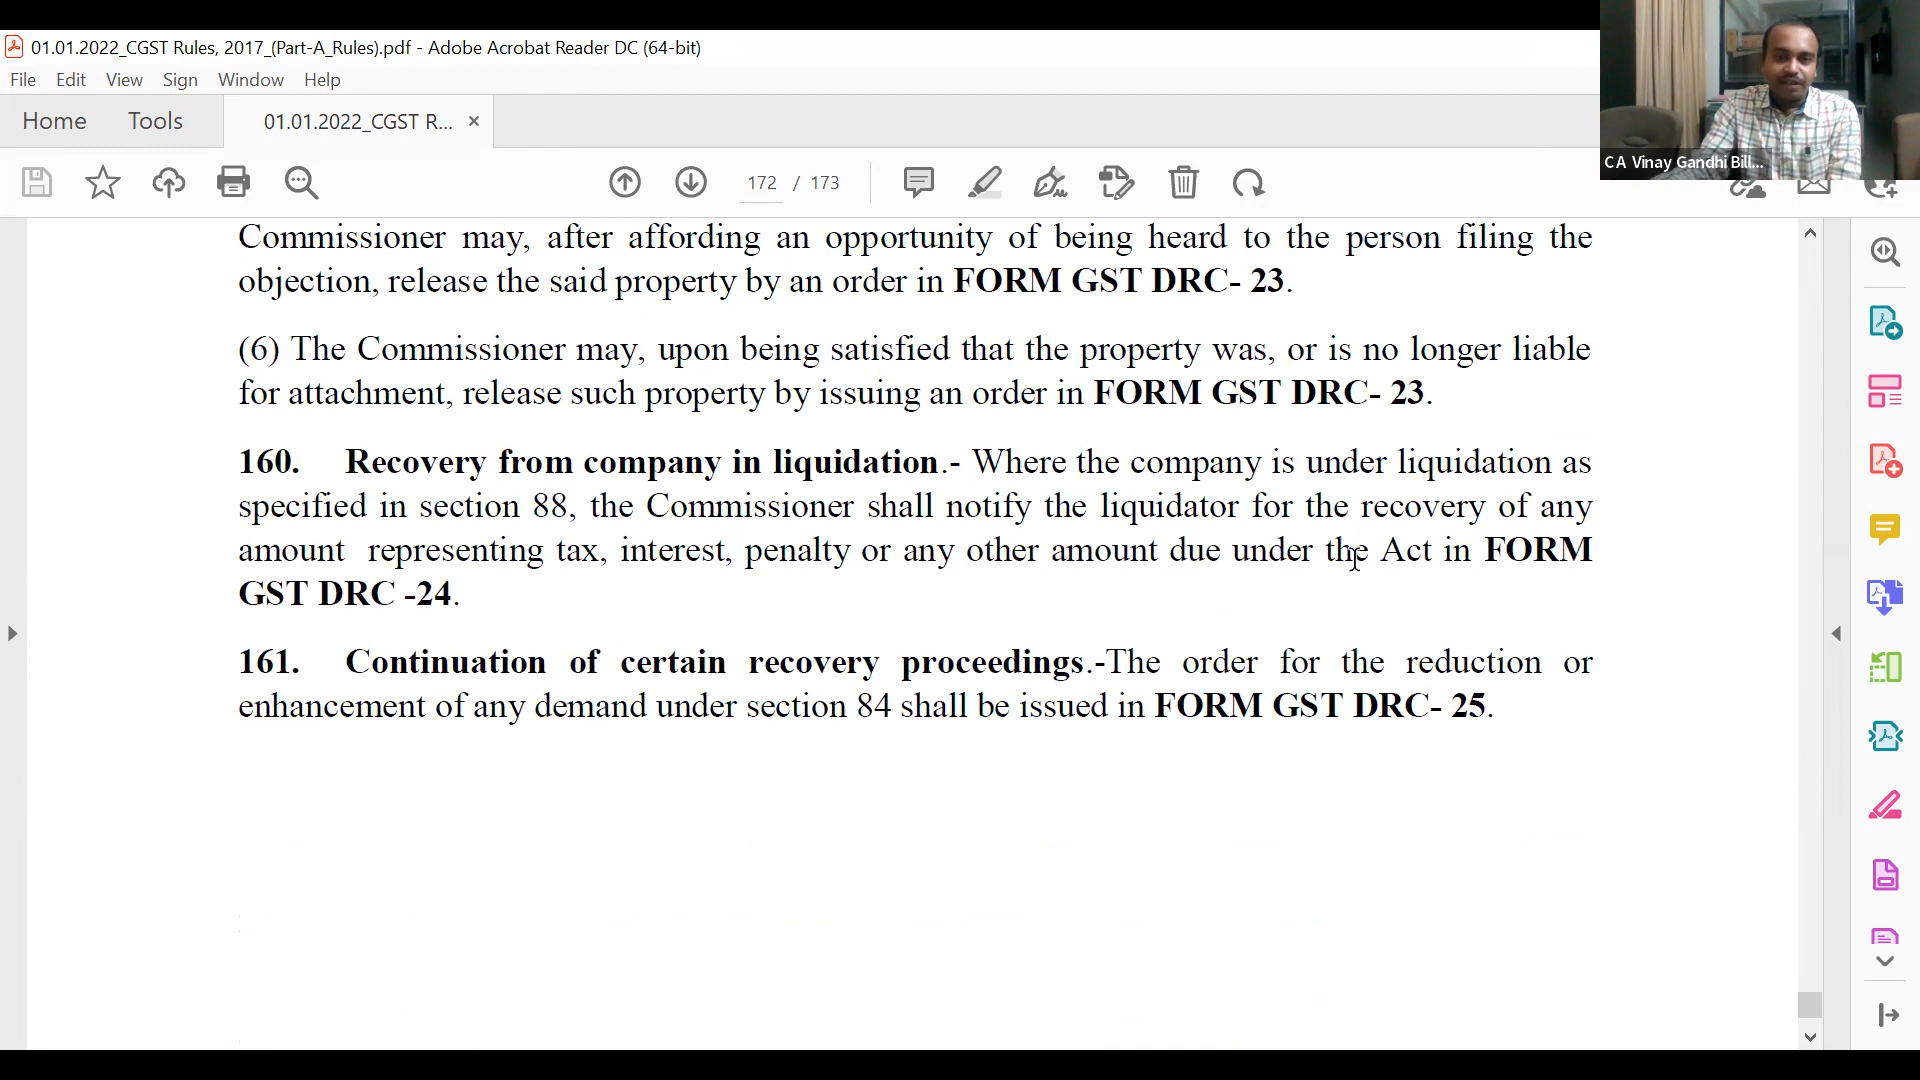 01.01.2022_CGST Rules, 2017_(Part-A_Rules).pdf - Adobe Acrobat Reader DC (64-bit)
File Edit View Sign Window Help
Home Tools 01.01.2022_CGST R... ×
172 / 173
C A Vinay Gandhi Bill...
Commissioner may, after affording an opportunity of being heard to the person filing the
objection, release the said property by an order in FORM GST DRC- 23.
(6) The Commissioner may, upon being satisfied that the property was, or is no longer liable
for attachment, release such property by issuing an order in FORM GST DRC- 23.
160. Recovery from company in liquidation.- Where the company is under liquidation as
specified in section 88, the Commissioner shall notify the liquidator for the recovery of any
amount representing tax, interest, penalty or any other amount due under the Act in FORM
GST DRC -24.
161. Continuation of certain recovery proceedings.-The order for the reduction or
enhancement of any demand under section 84 shall be issued in FORM GST DRC- 25.